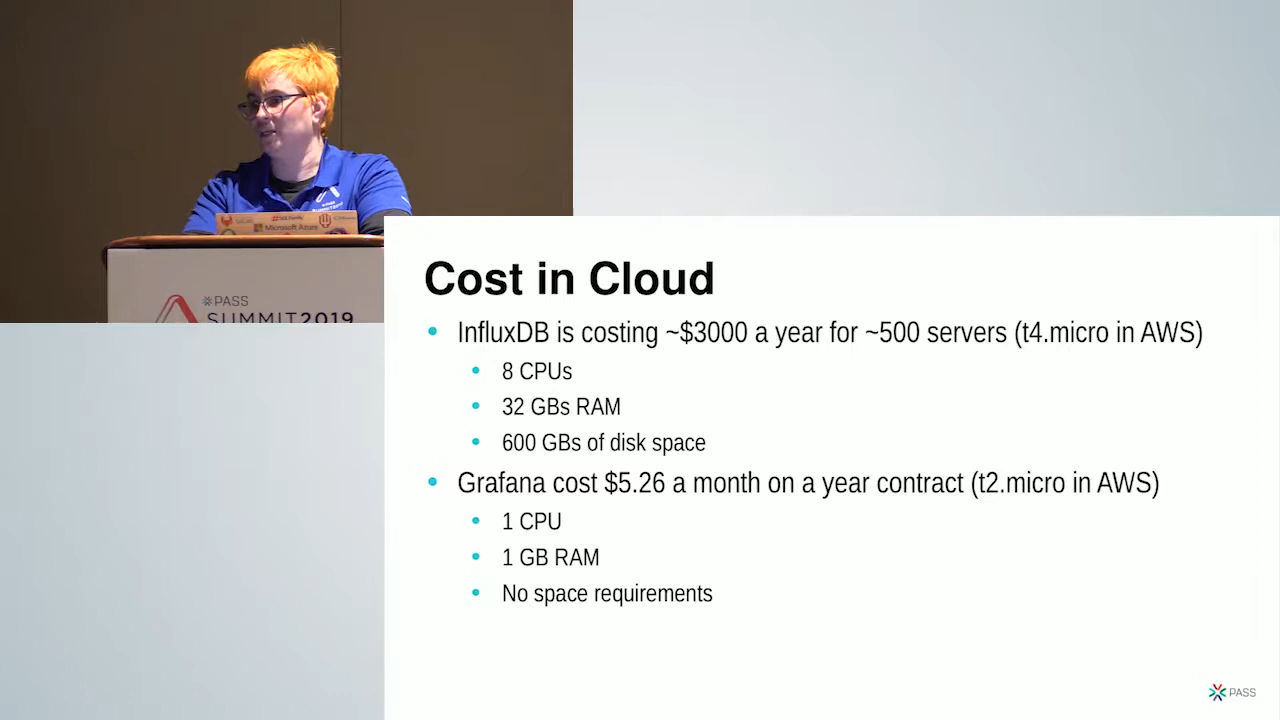 Microsoft Azure
PASS
SUMMIT2019
Cost in Cloud
InfluxDB is costing ~$3000 a year for ~500 servers (t4.micro in AWS)
8 CPUs
32 GBs RAM
600 GBs of disk space
Grafana cost $5.26 a month on a year contract (t2.micro in AWS)
1 CPU
1 GB RAM
No space requirements
PASS